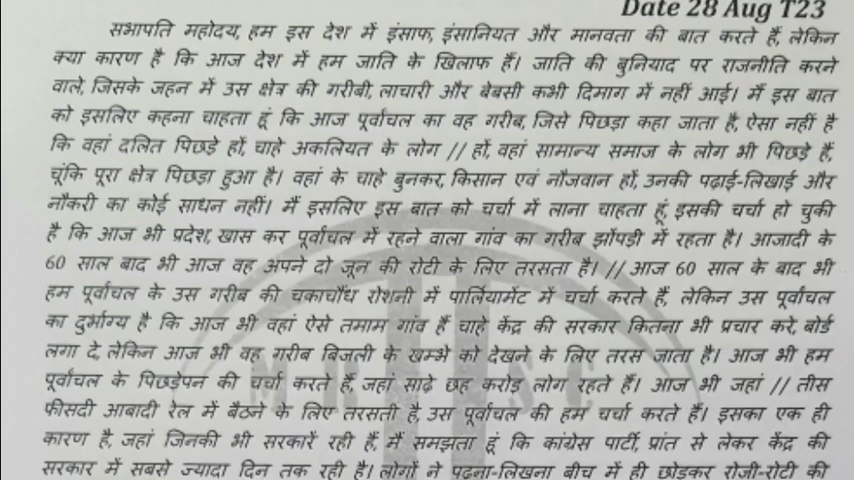 Date 28 Aug T23
सभापति महोदय, हम इस देश में इंसाफ, इंसानियत और मानवता की बात करते हैं, लेकिन
क्या कारण है कि आज देश में हम जाति के खिलाफ हैं। जाति की बुनियाद पर राजनीति करने
वाले, जिसके जहन में उस क्षेत्र की गरीबी, लाचारी और बेबसी कभी दिमाग में नहीं आई। मैं इस बात
को इसलिए कहना चाहता हूं कि आज पूर्वांचल का वह गरीब, जिसे पिछड़ा कहा जाता है, ऐसा नहीं है
कि वहां दलित पिछड़े हों, चाहे अकलियत के लोग // हों, वहां सामान्य समाज के लोग भी पिछड़े हैं,
चूंकि पूरा क्षेत्र पिछड़ा हुआ है। वहां के चाहे बुनकर, किसान एवं नौजवान हों, उनकी पढ़ाई-लिखाई और
नौकरी का कोई साधन नहीं। मैं इसलिए इस बात को चर्चा में लाना चाहता हूं, इसकी चर्चा हो चुकी
है कि आज भी प्रदेश, खास कर पूर्वांचल में रहने वाला गांव का गरीब झोंपड़ी में रहता है। आजादी के
60 साल बाद भी आज वह अपने दो जून की रोटी के लिए तरसता है। // आज 60 साल के बाद भी
हम पूर्वांचल के उस गरीब की चकाचौंध रोशनी में पार्लियामेंट में चर्चा करते हैं, लेकिन उस पूर्वांचल
का दुर्भाग्य है कि आज भी वहां ऐसे तमाम गांव हैं चाहे केंद्र की सरकार कितना भी प्रचार करे, बोर्ड
लगा दे, लेकिन आज भी वह गरीब बिजली के खम्भे को देखने के लिए तरस जाता है। आज भी हम
पूर्वांचल के पिछड़ेपन की चर्चा करते हैं, जहां साढ़े छह करोड़ लोग रहते हैं। आज भी जहां // तीस
फीसदी आबादी रेल में बैठने के लिए तरसती है, उस पूर्वांचल की हम चर्चा करते हैं। इसका एक ही
कारण है, जहां जिनकी भी सरकारें रही हैं, मैं समझता हूं कि कांग्रेस पार्टी, प्रांत से लेकर केंद्र की
सरकार में सबसे ज्यादा दिन तक रही है। लोगों ने पढ़ना-लिखना बीच में ही छोड़कर रोजी-रोटी की